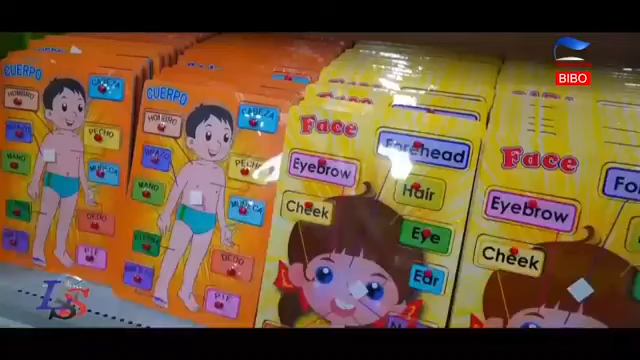 CUERPO
HOMBRO
CABEZA
BRAZO
PECHO
MANO
MUÑECA
DEDO
PIE
CUERPO
HOMBRO
CABEZA
BRAZO
PECHO
MANO
MUÑECA
DEDO
PIE
Face
Forehead
Eyebrow
Hair
Cheek
Eye
Ear
Face
Eyebrow
Cheek
BIBO
LSS